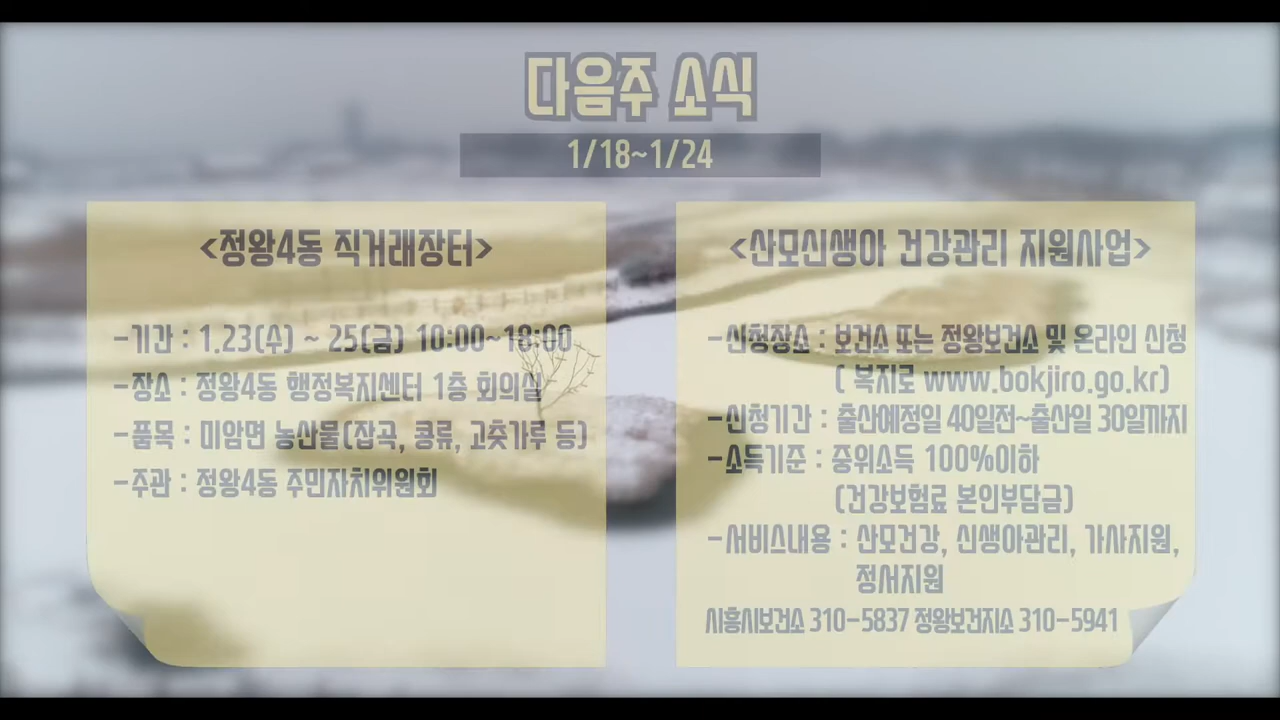 다음주 소식
1/18~1/24
<정왕4동 직거래장터>
-기간 : 1.23(수) ~ 25(금) 10:00~18:00
-장소 : 정왕4동 행정복지센터 1층 회의실
-품목 : 미암면 농산물(잡곡, 콩류, 고춧가루 등)
-주관 : 정왕4동 주민자치위원회
<산모신생아 건강관리 지원사업>
-신청장소 : 보건소 또는 정왕보건소 및 온라인 신청
( 복지로 www.bokjiro.go.kr)
-신청기간 : 출산예정일 40일전~출산일 30일까지
-소득기준 : 중위소득 100%이하
(건강보험료 본인부담금)
-서비스내용 : 산모건강, 신생아관리, 가사지원,
정서지원
시흥시보건소 310-5837 정왕보건지소 310-5941